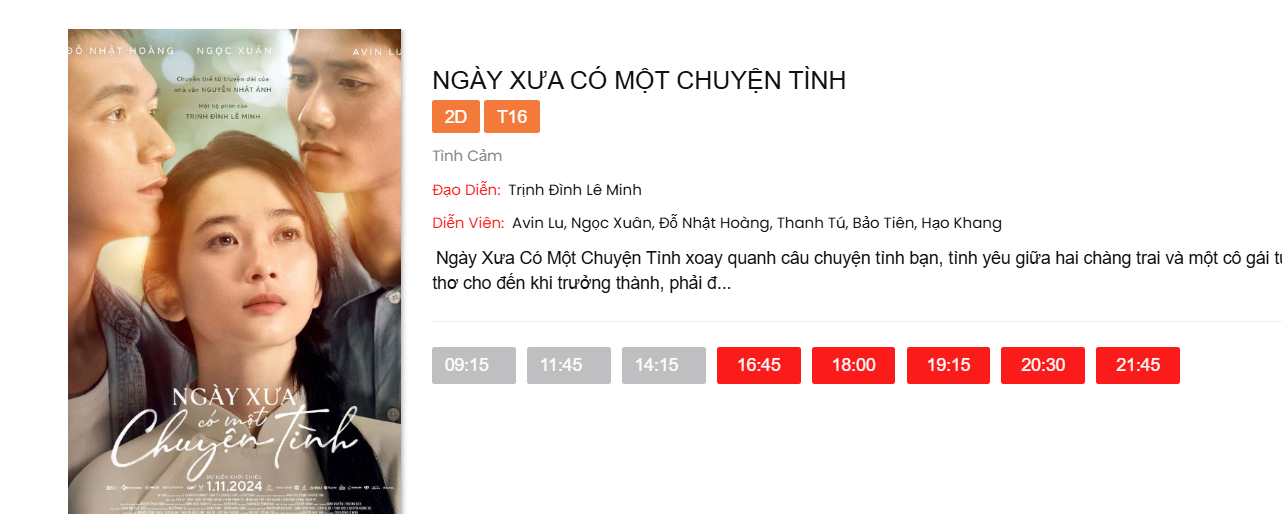 ĐỖ NHẬT HOÀNG NGỌC XUÂN AVIN LU
Chuyển thể từ truyện dài của
nhà văn NGUYỄN NHẬT ÁNH
Một bộ phim của
TRỊNH ĐÌNH LÊ MINH
NGÀY XƯA
có một
Chuyện Tình
DỰ KIẾN KHỞI CHIẾU
1.11.2024
NGÀY XƯA CÓ MỘT CHUYỆN TÌNH
2D T16
Tình Cảm
Đạo Diễn: Trịnh Đình Lê Minh
Diễn Viên: Avin Lu, Ngọc Xuân, Đỗ Nhật Hoàng, Thanh Tú, Bảo Tiên, Hạo Khang
Ngày Xưa Có Một Chuyện Tình xoay quanh câu chuyện tình bạn, tình yêu giữa hai chàng trai và một cô gái
thơ cho đến khi trưởng thành, phải đ...
09:15 11:45 14:15 16:45 18:00 19:15 20:30 21:45